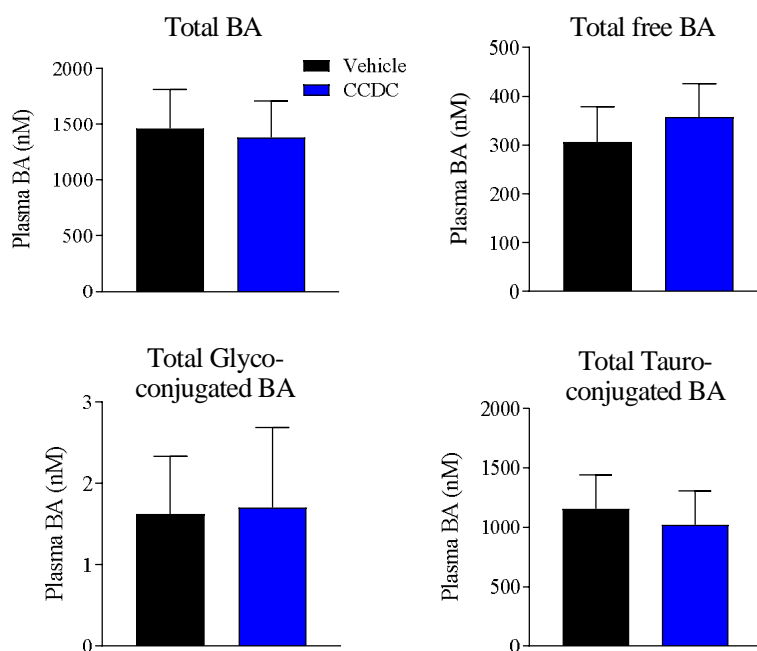 Total BA
Plasma BA (nM)
2000
1500
1000
500
0
Vehicle
CCDC
Total free BA
Plasma BA (nM)
500
400
300
200
100
0
Total Glyco-
conjugated BA
Plasma BA (nM)
3
2
1
0
Total Tauro-
conjugated BA
Plasma BA (nM)
2000
1500
1000
500
0